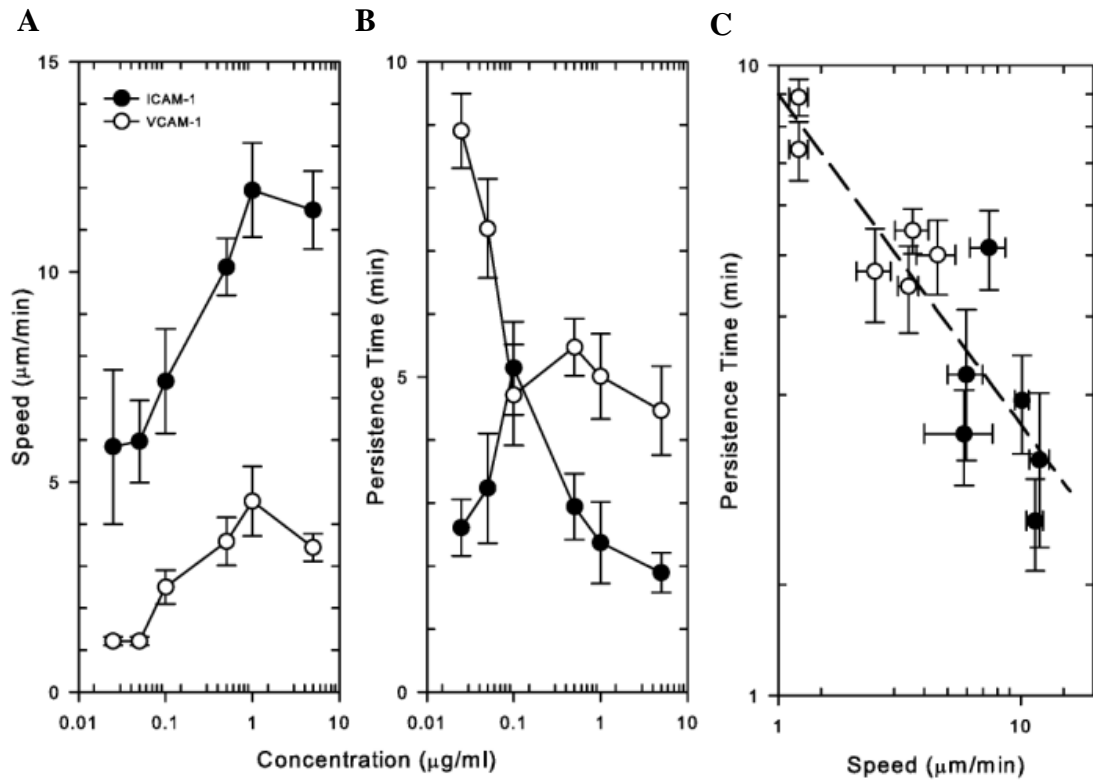 A
B
C
15
10
5
0
0.01
0.1
1
10
Speed (μm/min)
ICAM-1
VCAM-1
10
5
0
0.01
0.1
1
10
Persistence Time (min)
Concentration (μg/ml)
10
1
1
10
Persistence Time (min)
Speed (μm/min)